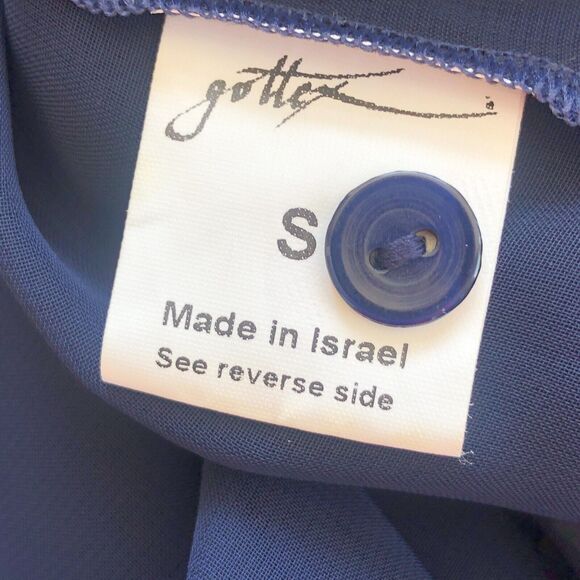 gottex
S
Made in Israel
See reverse side